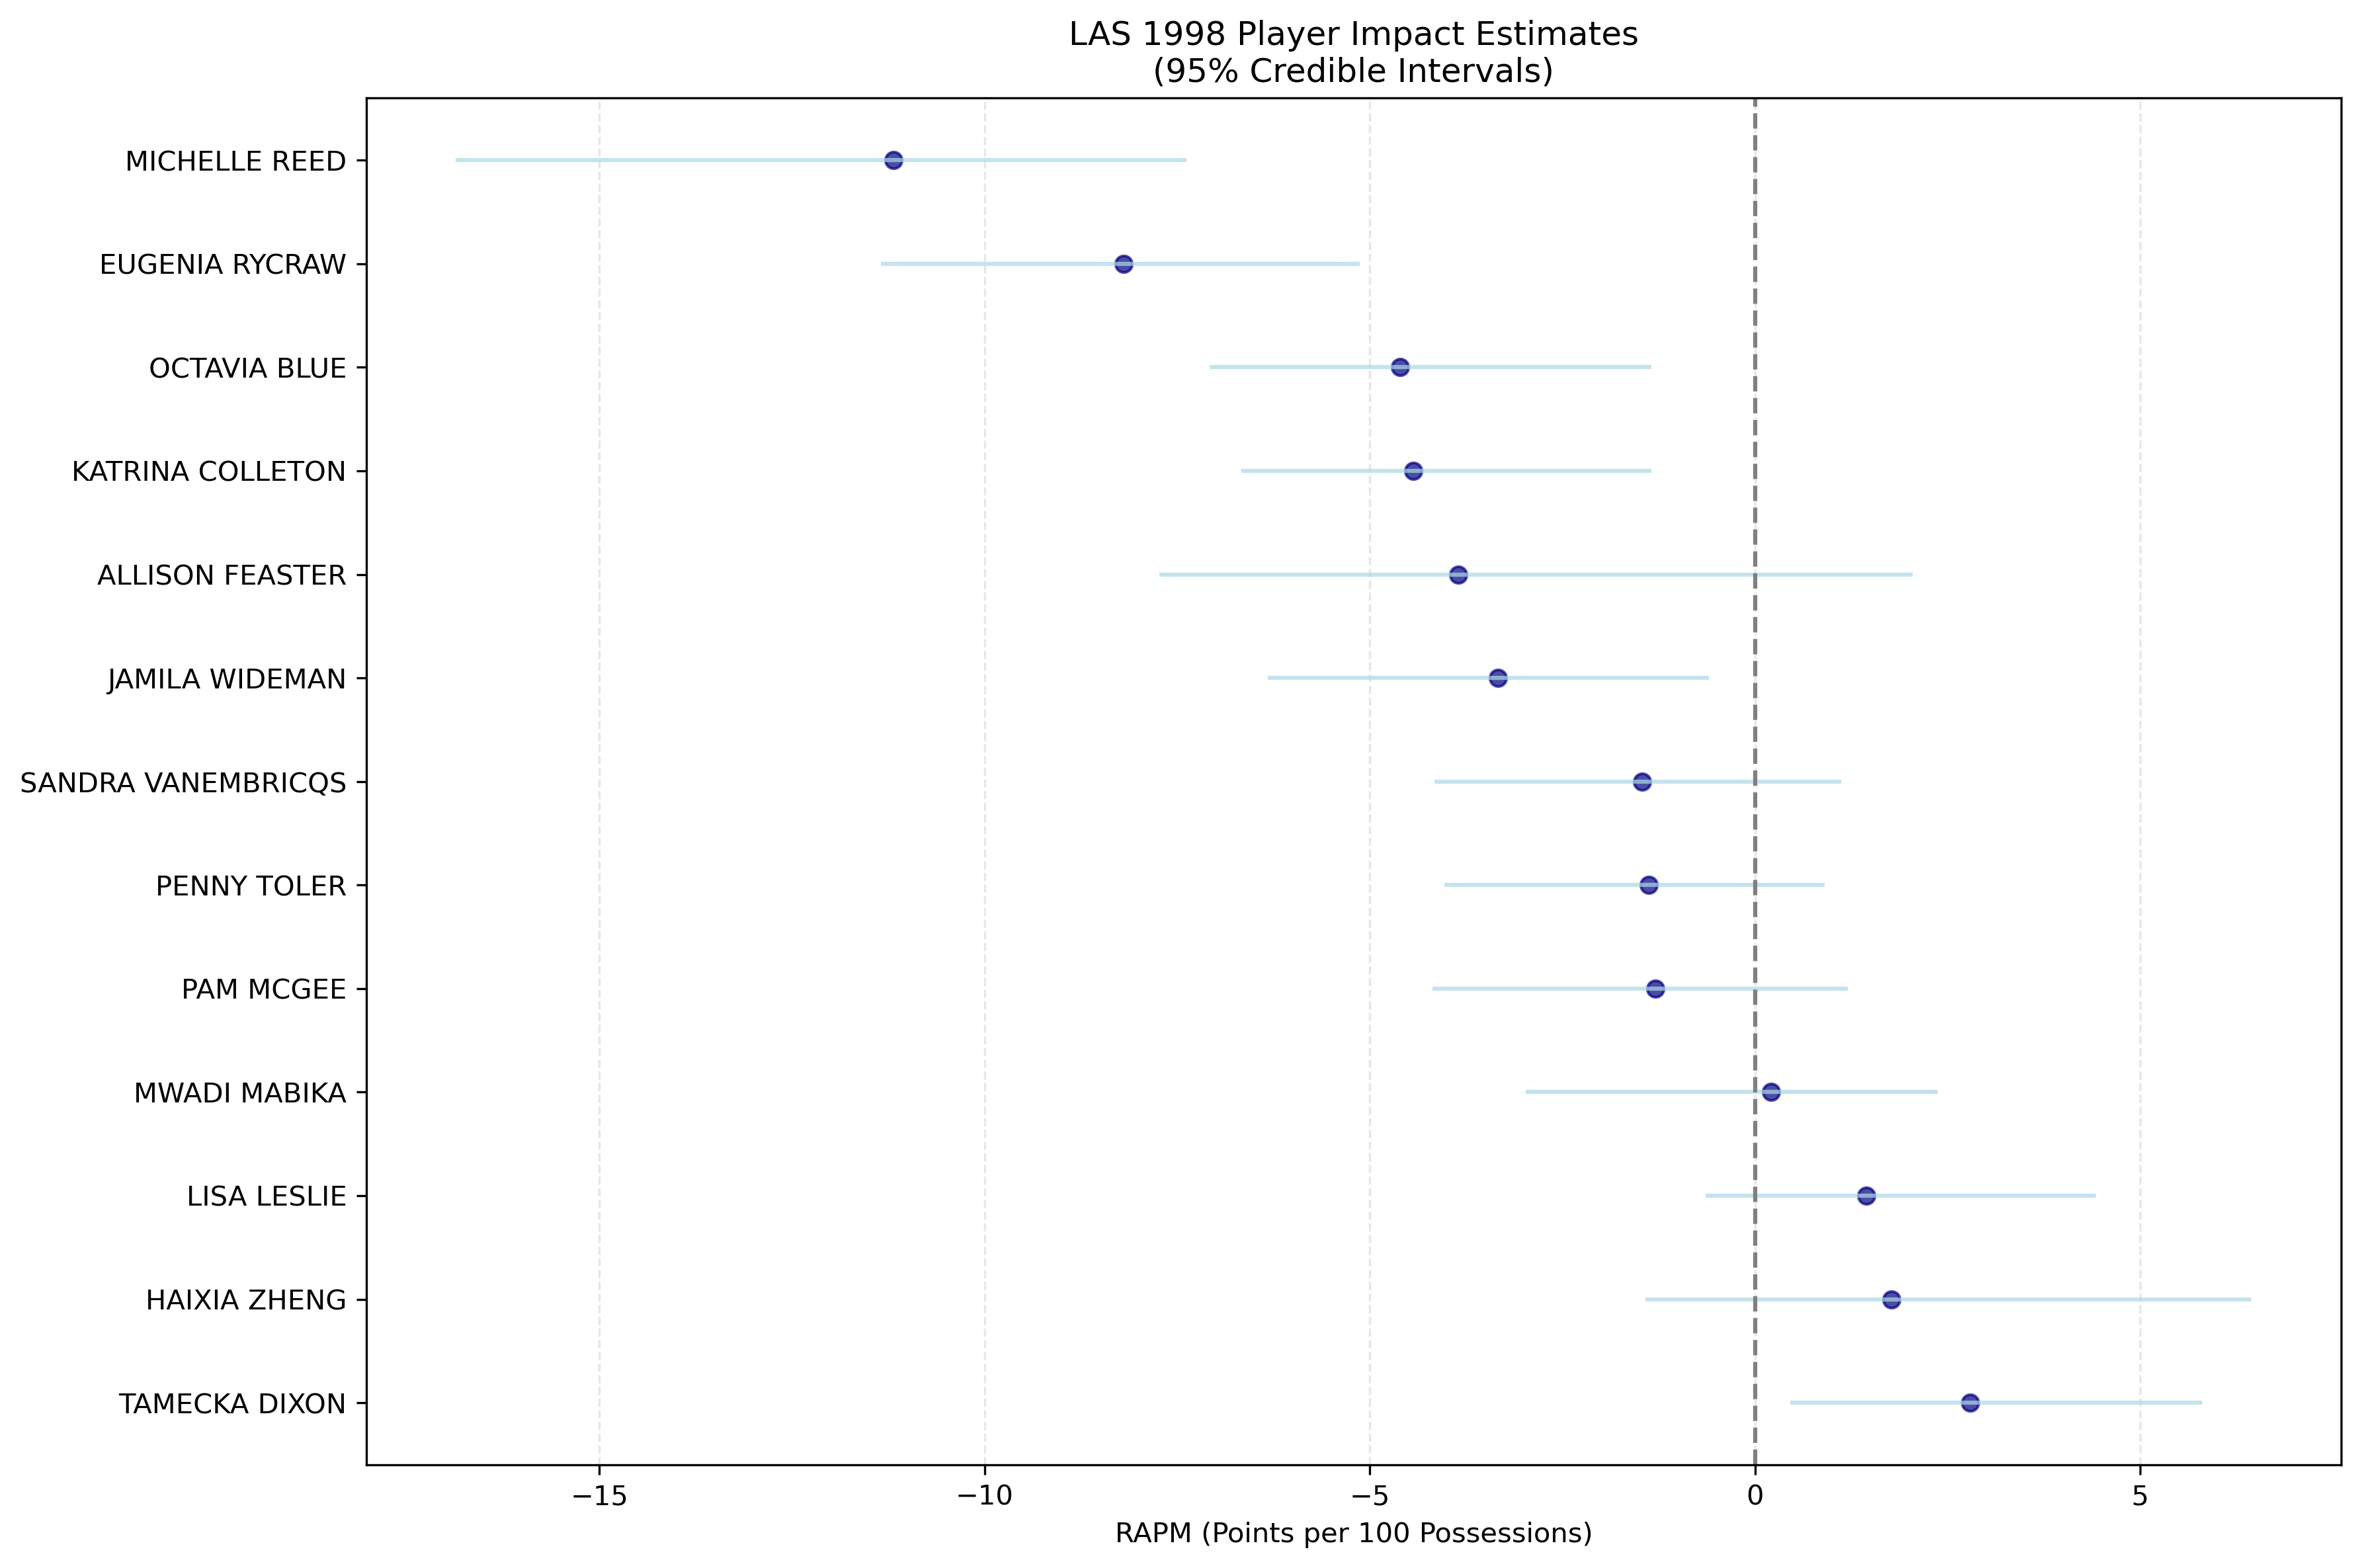 LAS 1998 Player Impact Estimates
(95% Credible Intervals)
MICHELLE REED
EUGENIA RYCRAW
OCTAVIA BLUE
KATRINA COLLETON
ALLISON FEASTER
JAMILA WIDEMAN
SANDRA VANEMBRICQS
PENNY TOLER
PAM MCGEE
MWADI MABIKA
LISA LESLIE
HAIXIA ZHENG
TAMECKA DIXON
−15 −10 −5 0 5
RAPM (Points per 100 Possessions)